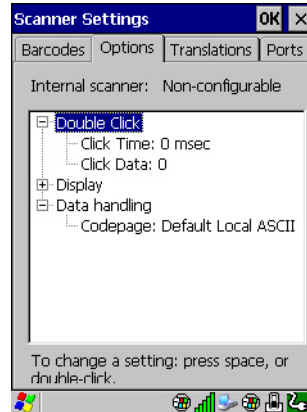 Scanner Settings OK ×
Barcodes Options Translations Ports
Internal scanner: Non-configurable
Double Click
Click Time: 0 msec
Click Data: 0
Display
Data handling
Codepage: Default Local ASCII
To change a setting: press space, or
double-click.